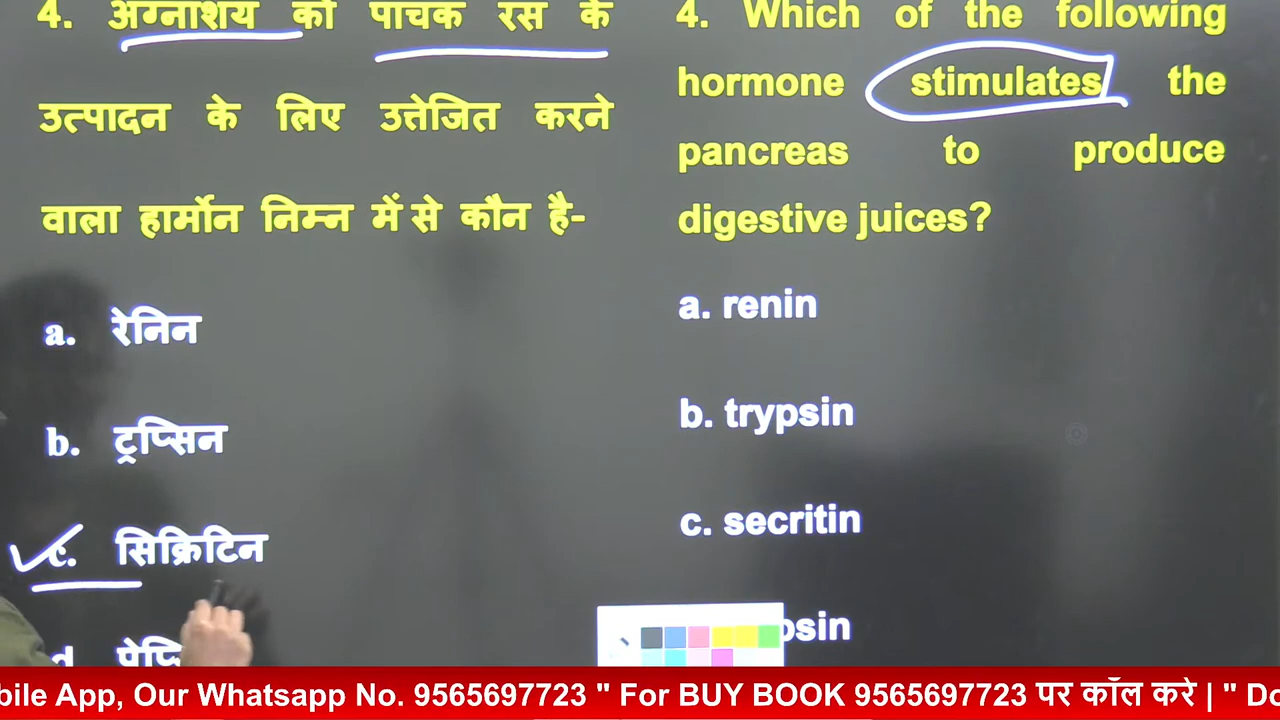 4. अग्नाशय को पाचक रस के
उत्पादन के लिए उत्तेजित करने
वाला हार्मोन निम्न में से कौन है-
a. रेनिन
b. ट्रप्सिन
c. सिक्रिटिन
d
4. Which of the following
hormone stimulates the
pancreas to produce
digestive juices?
a. renin
b. trypsin
c. secritin
bile App, Our Whatsapp No. 9565697723 " For BUY BOOK 9565697723 पर कॉल करे | " Do